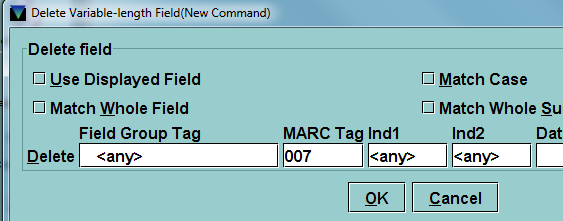 Delete Variable-length Field(New Command)
Delete field
Use Displayed Field Match Case
Match Whole Field Match Whole Su
Field Group Tag MARC Tag Ind1 Ind2 Dat
Delete <any> 007 <any> <any>
OK Cancel